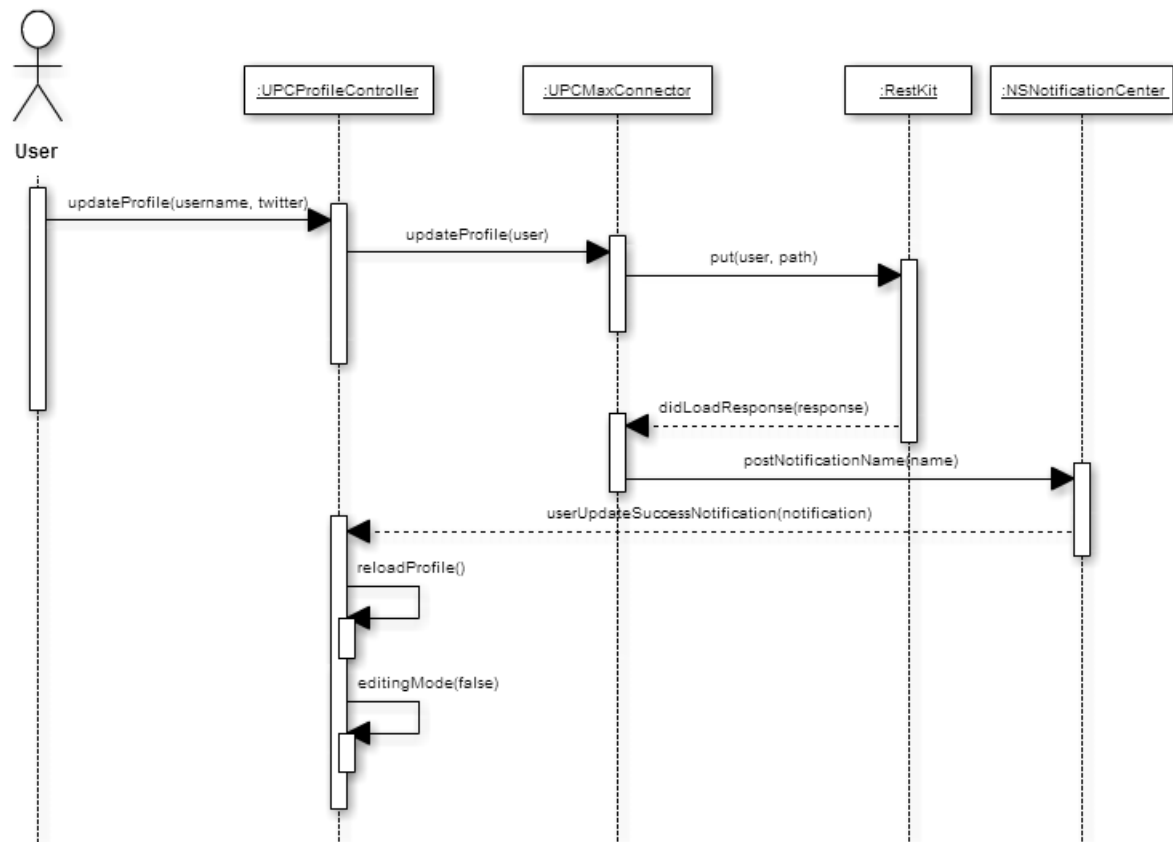 :UPCProfileController
:UPCMaxConnector
:RestKit
:NSNotificationCenter
User
updateProfile(username, twitter)
updateProfile(user)
put(user, path)
didLoadResponse(response)
postNotificationName(name)
userUpdateSuccessNotification(notification)
reloadProfile()
editingMode(false)